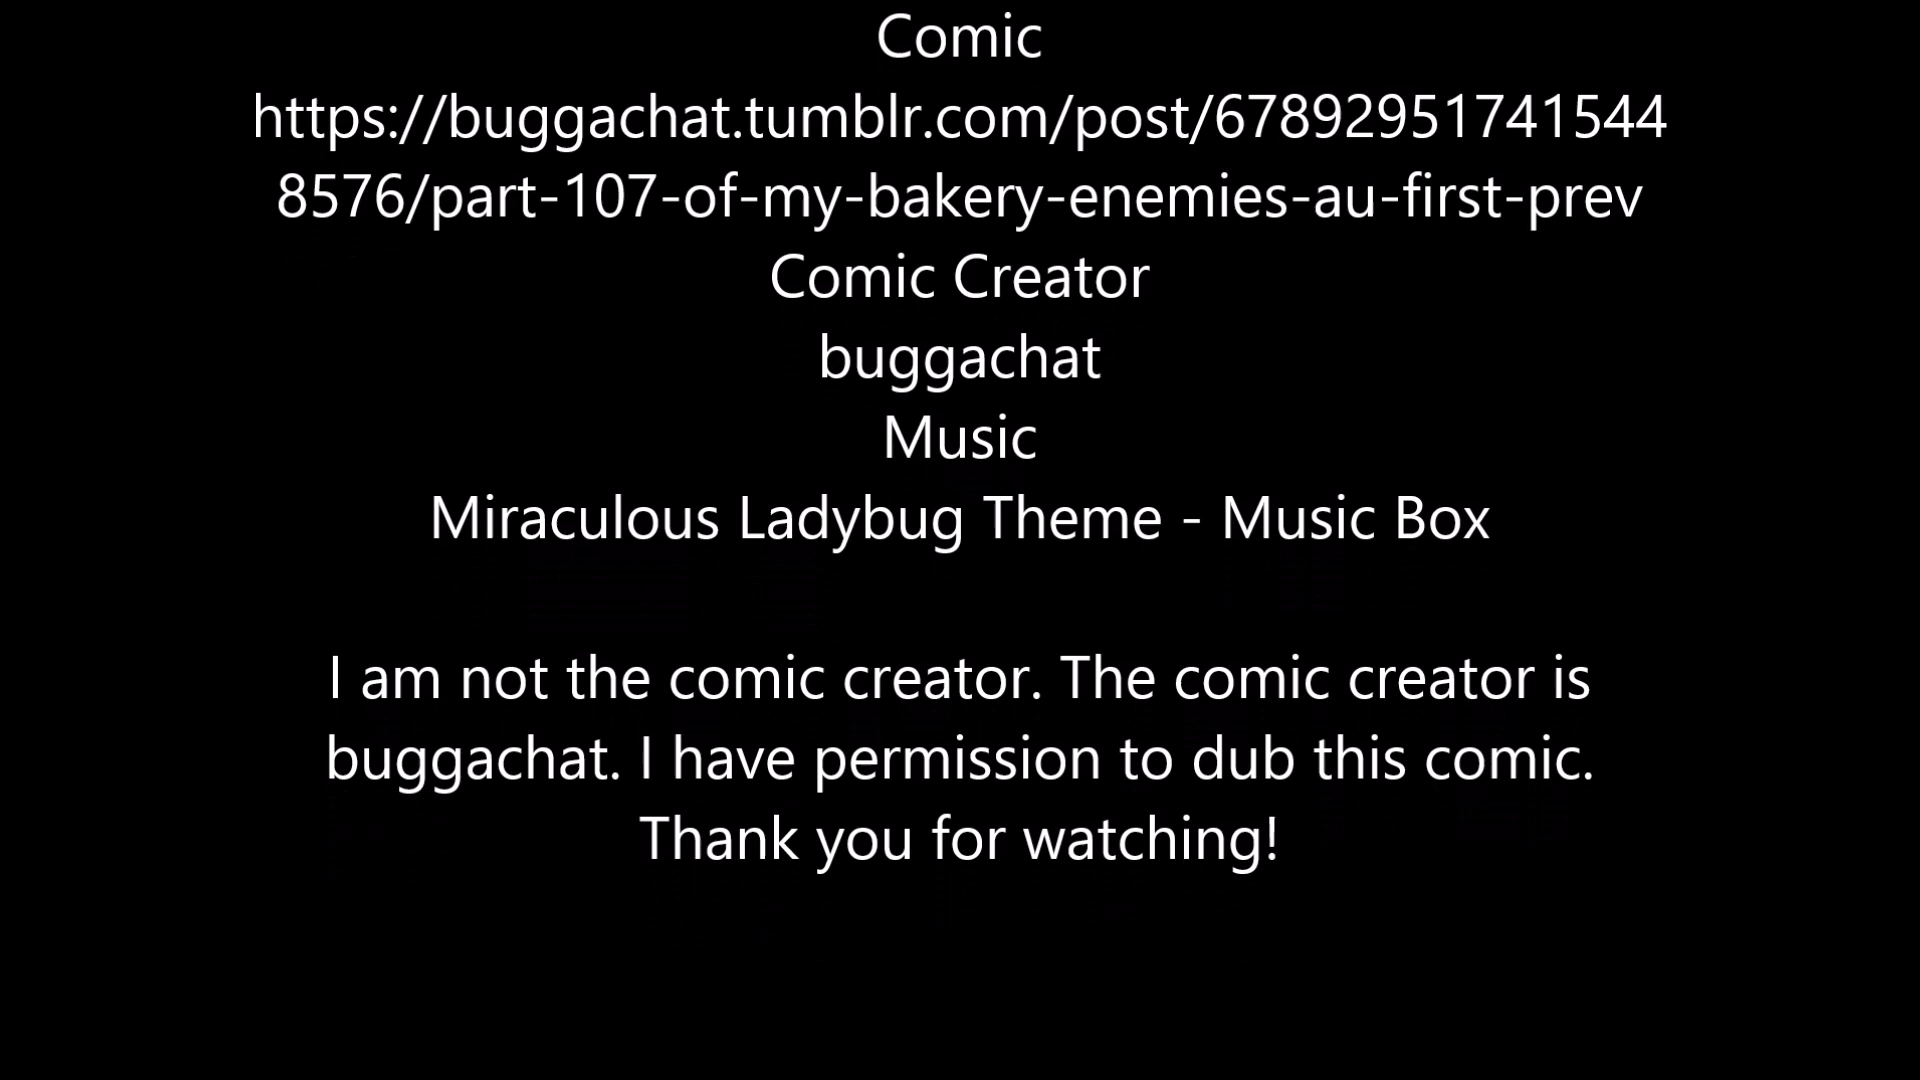 Comic
https://buggachat.tumblr.com/post/67892951741544
8576/part-107-of-my-bakery-enemies-au-first-prev
Comic Creator
buggachat
Music
Miraculous Ladybug Theme - Music Box
I am not the comic creator. The comic creator is
buggachat. I have permission to dub this comic.
Thank you for watching!